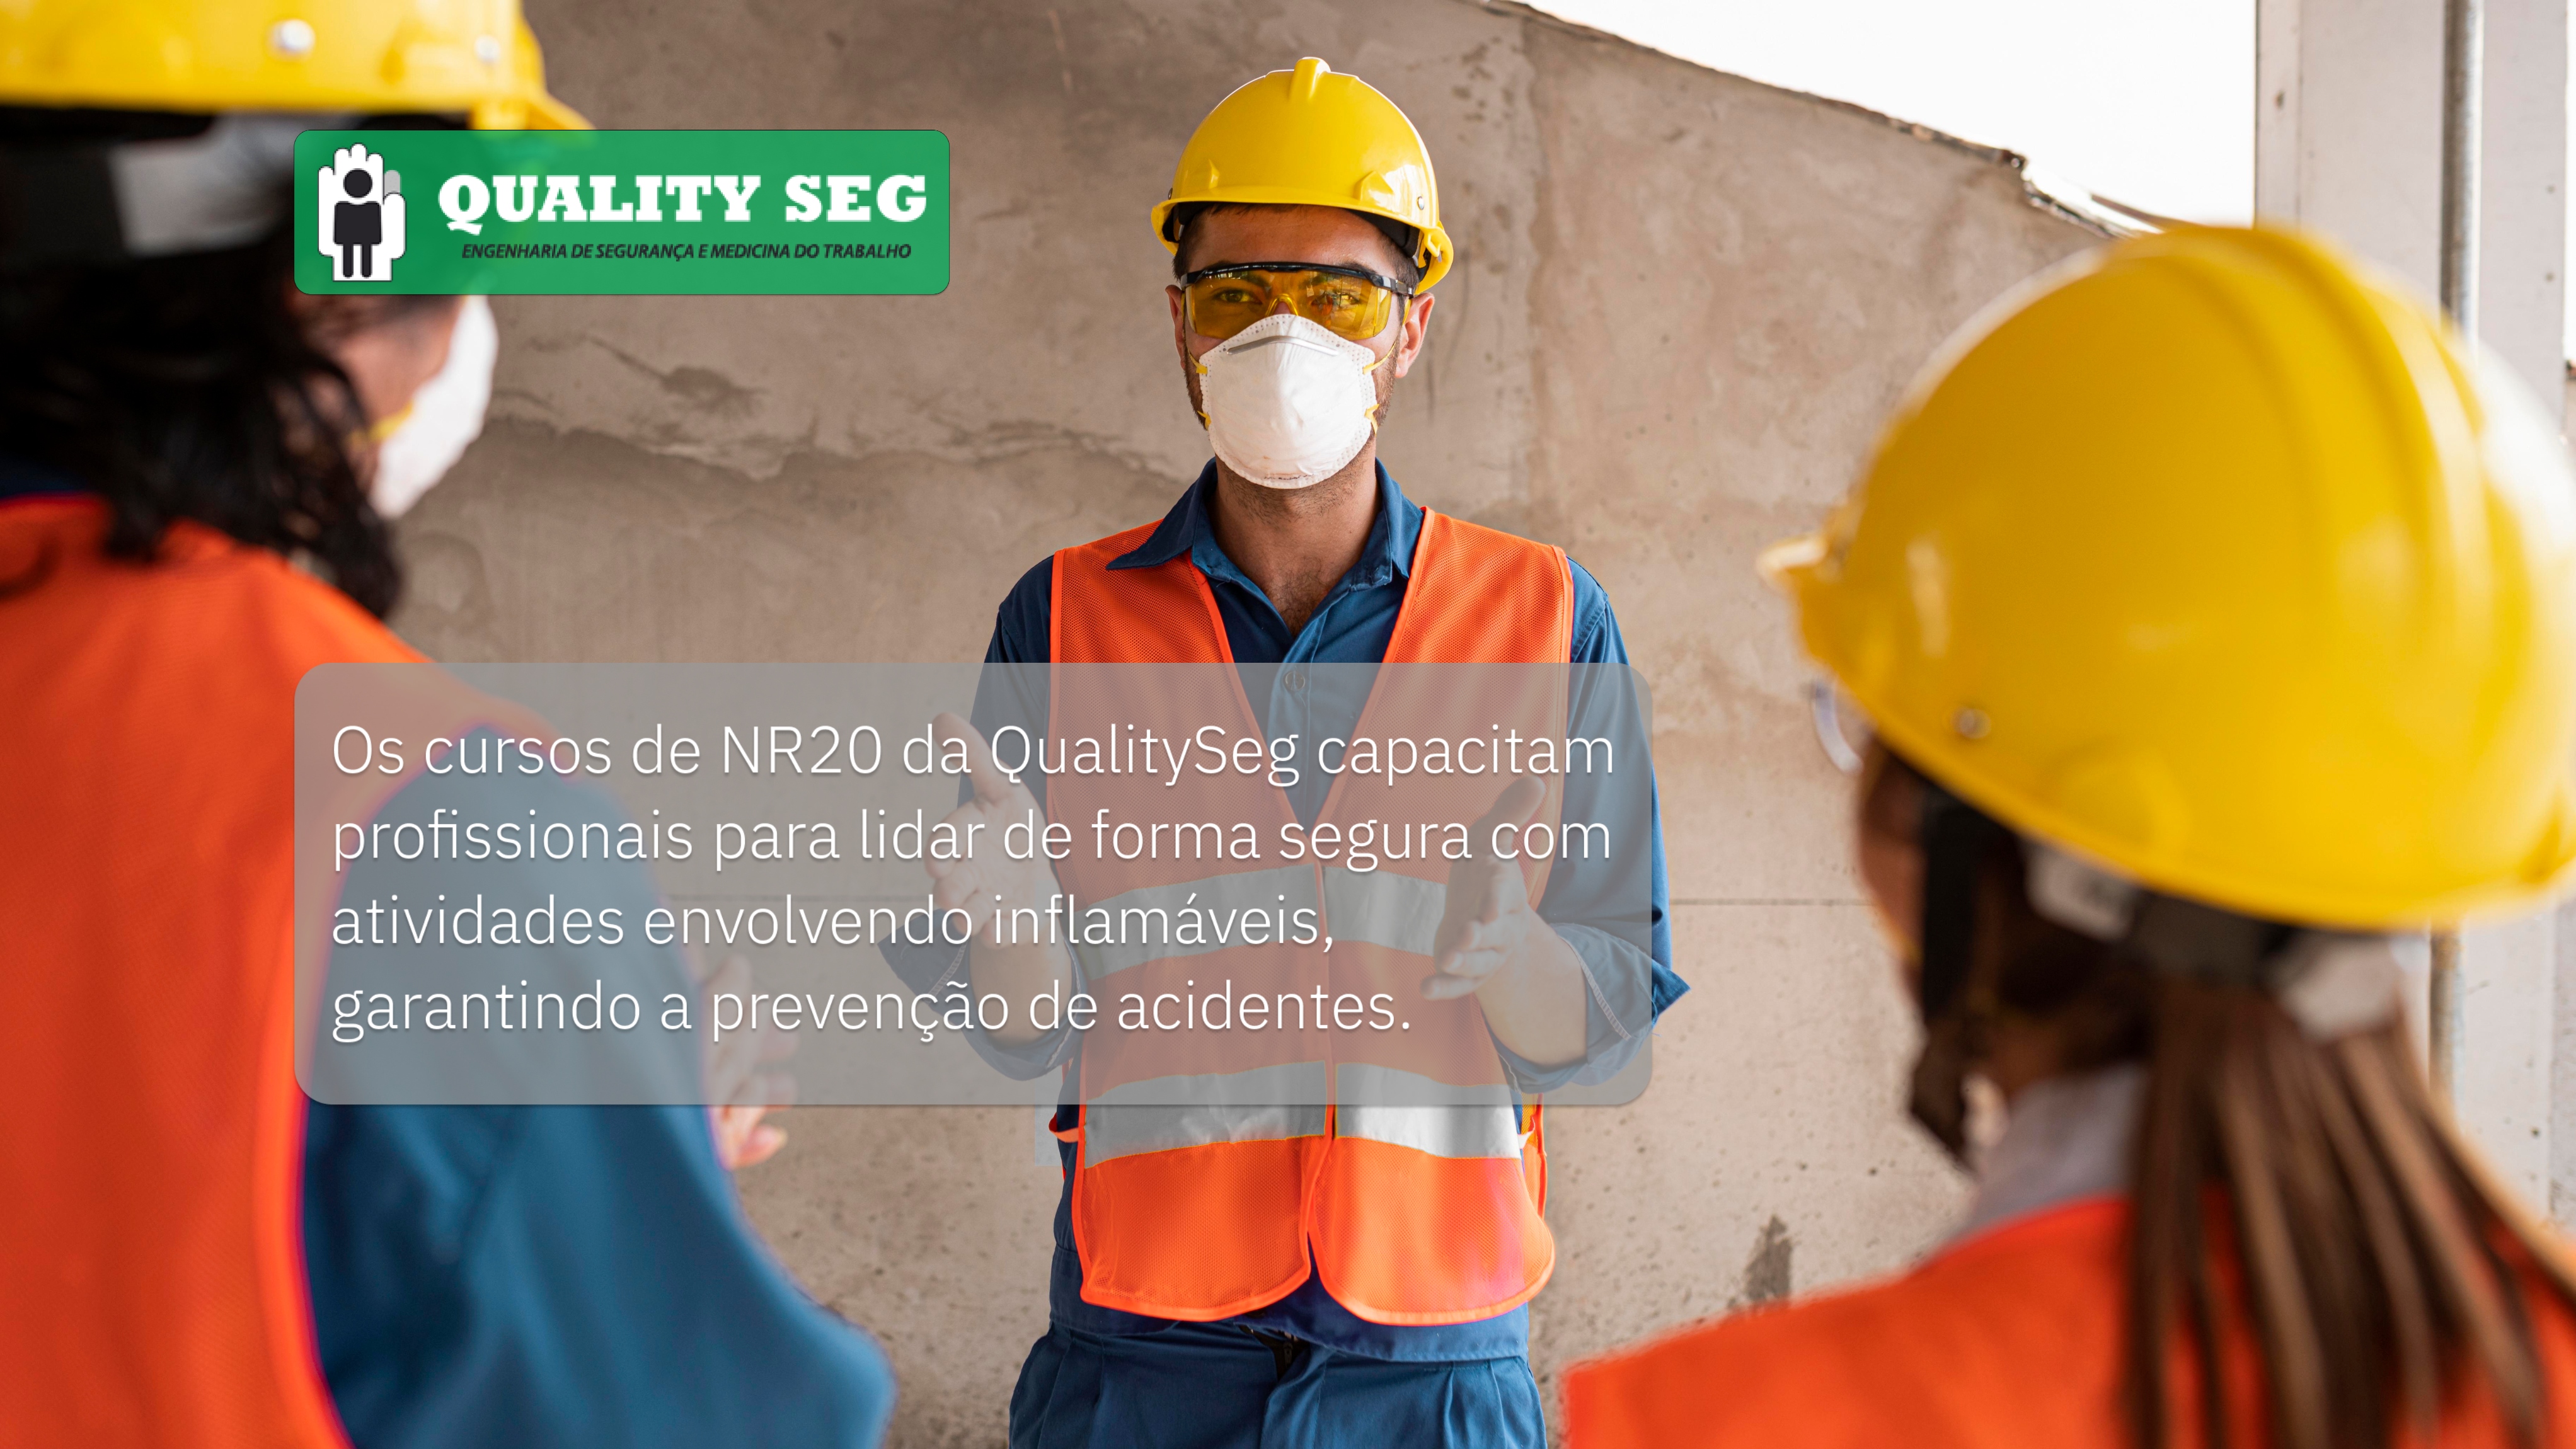 QUALITY SEG
ENGENHARIA DE SEGURANÇA E MEDICINA DO TRABALHO
Os cursos de NR20 da QualitySeg capacitam
profissionais para lidar de forma segura com
atividades envolvendo inflamáveis,
garantindo a prevenção de acidentes.